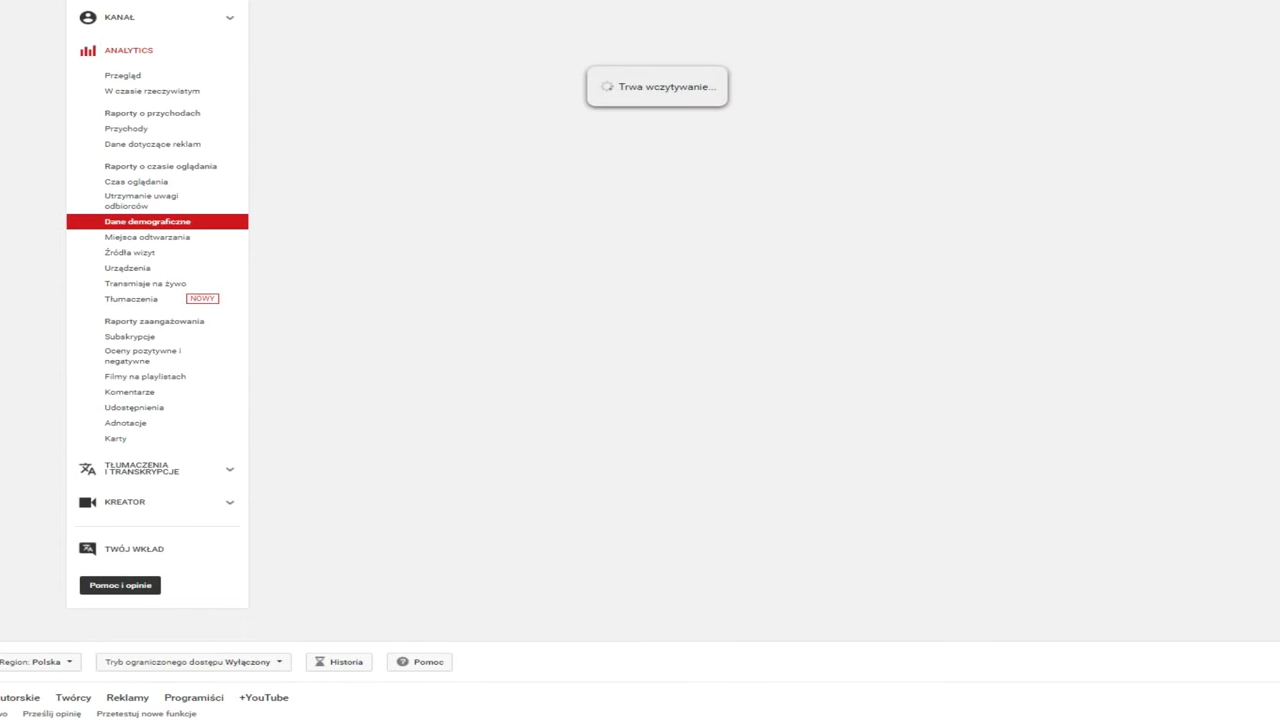 KANAŁ
ANALYTICS
Przegląd
W czasie rzeczywistym
Raporty o przychodach
Przychody
Dane dotyczące reklam
Raporty o czasie oglądania
Czas oglądania
Utrzymanie uwagi
odbiorców
Dane demograficzne
Miejsca odtwarzania
Źródła wizyt
Urządzenia
Transmisje na żywo
Tłumaczenia NOWY
Raporty zaangażowania
Subskrypcje
Oceny pozytywne i
negatywne
Filmy na playlistach
Komentarze
Udostępnienia
Adnotacje
Karty
TŁUMACZENIA
I TRANSKRYPCJE
KREATOR
TWÓJ WKŁAD
Pomoc i opinie
Trwa wczytywanie...
Region: Polska Tryb ograniczonego dostępu Wyłączony Historia Pomoc
utorskie Twórcy Reklamy Programiści +YouTube
wo Prześlij opinię Przetestuj nowe funkcje